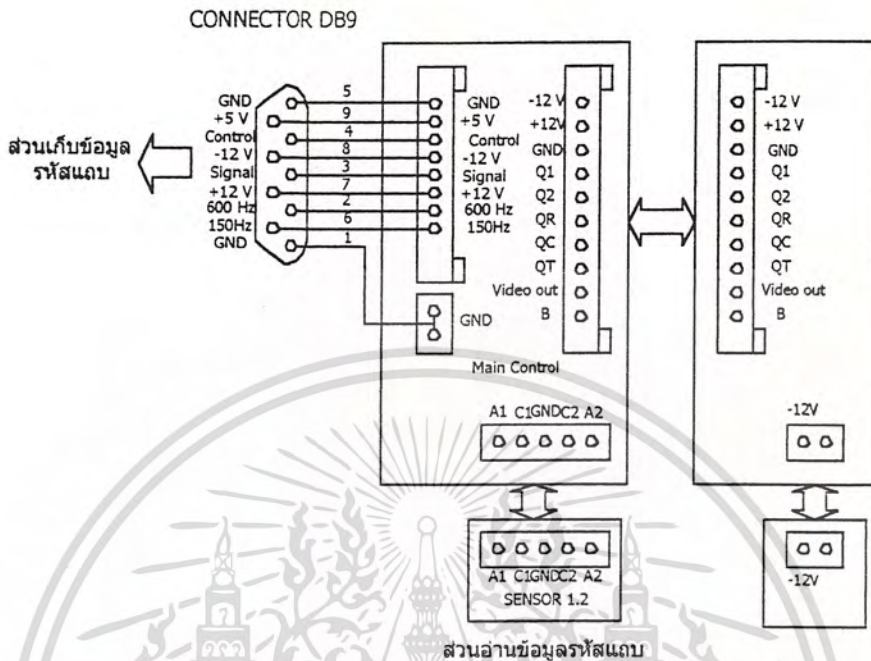 CONNECTOR DB9
ส่วนเก็บข้อมูล
รหัสแถบ
GND
+5 V
Control
-12 V
Signal
+12 V
600 Hz
150Hz
GND
5
9
4
8
3
7
2
6
1
GND
+5 V
Control
-12 V
Signal
+12 V
600 Hz
150Hz
GND
-12 V
+12V
GND
Q1
Q2
QR
QC
QT
Video out
B
Main Control
A1 C1GNDC2 A2
-12 V
+12 V
GND
Q1
Q2
QR
QC
QT
Video out
B
-12V
A1 C1GNDC2 A2
SENSOR 1.2
-12V
ส่วนอ่านข้อมูลรหัสแถบ